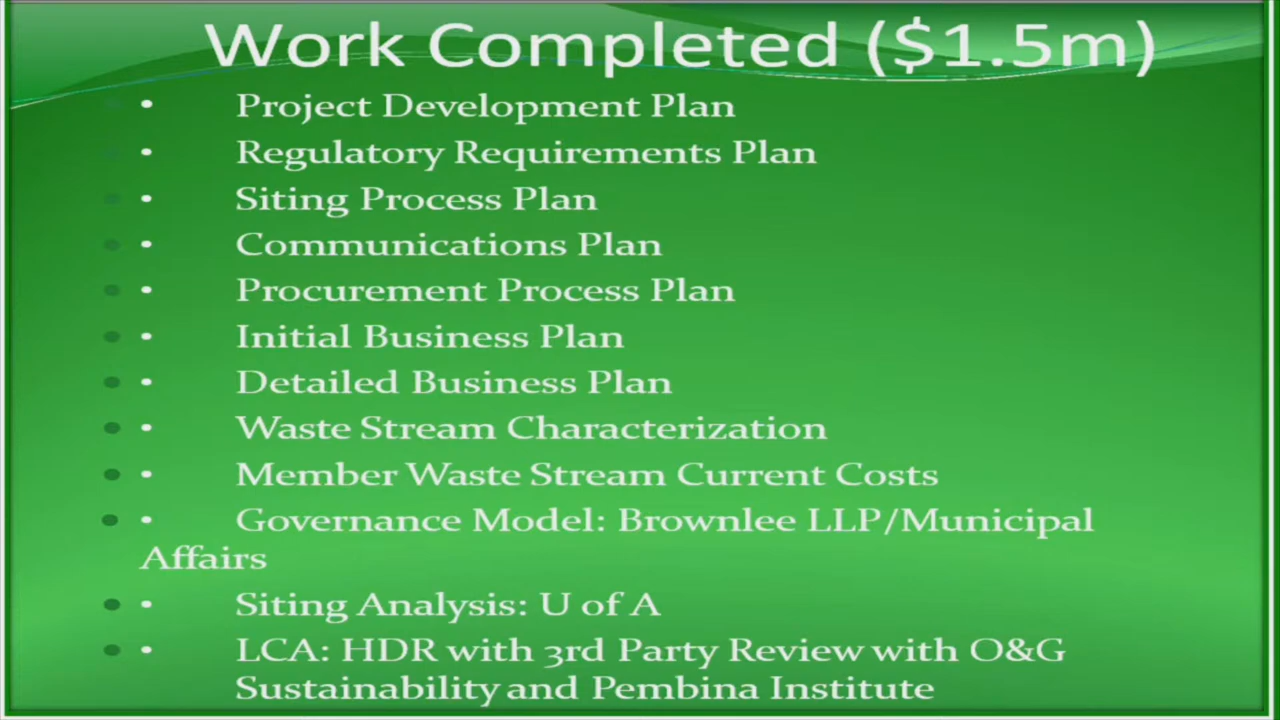 Work Completed ($1.5m)
• Project Development Plan
• Regulatory Requirements Plan
• Siting Process Plan
• Communications Plan
• Procurement Process Plan
• Initial Business Plan
• Detailed Business Plan
• Waste Stream Characterization
• Member Waste Stream Current Costs
• Governance Model: Brownlee LLP/Municipal
Affairs
• Siting Analysis: U of A
• LCA: HDR with 3rd Party Review with O&G
Sustainability and Pembina Institute